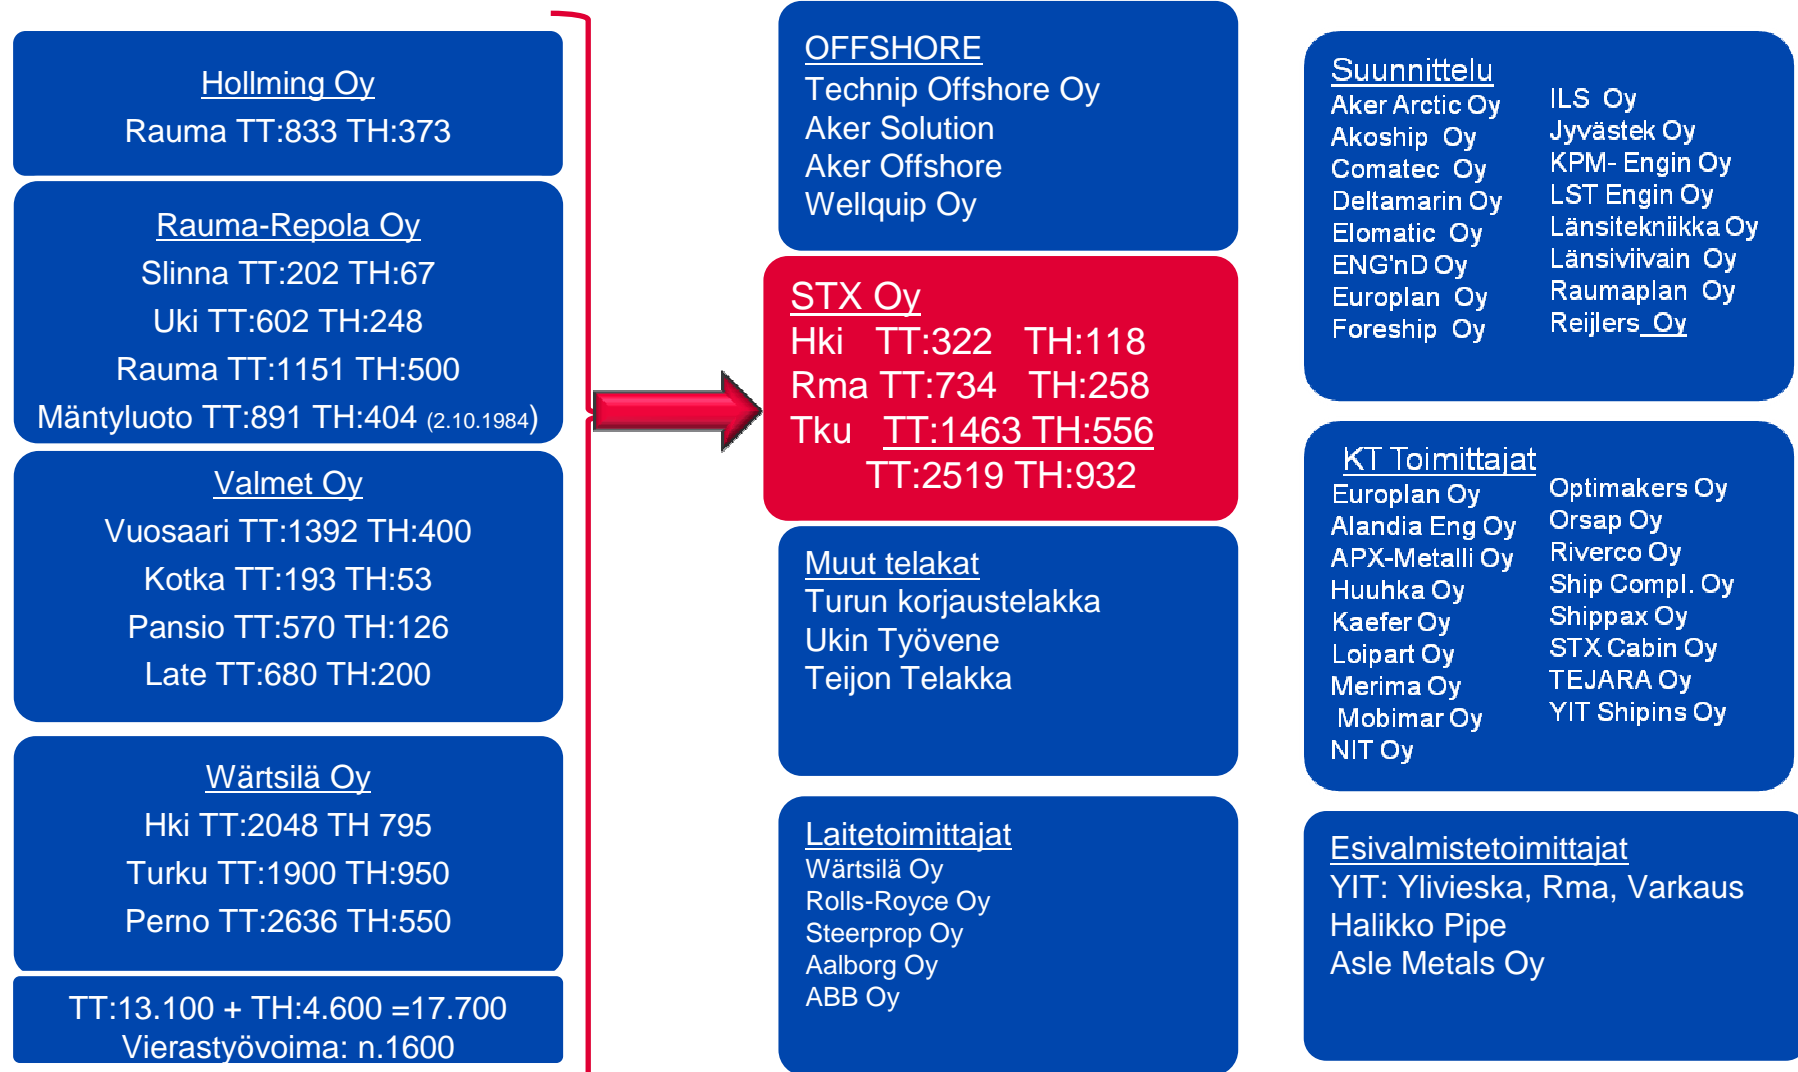 Hollming Oy
Rauma TT:833 TH:373
Rauma-Repola Oy
Slinna TT:202 TH:67
Uki TT:602 TH:248
Rauma TT:1151 TH:500
Mäntyluoto TT:891 TH:404 (2.10.1984)
Valmet Oy
Vuosaari TT:1392 TH:400
Kotka TT:193 TH:53
Pansio TT:570 TH:126
Late TT:680 TH:200
Wärtsilä Oy
Hki TT:2048 TH 795
Turku TT:1900 TH:950
Perno TT:2636 TH:550
TT:13.100 + TH:4.600 =17.700
Vierastyövoima: n.1600
OFFSHORE
Technip Offshore Oy
Aker Solution
Aker Offshore
Wellquip Oy
STX Oy
Hki TT:322 TH:118
Rma TT:734 TH:258
Tku TT:1463 TH:556
TT:2519 TH:932
Muut telakat
Turun korjaustelakka
Ukin Työvene
Teijon Telakka
Laitetoimittajat
Wärtsilä Oy
Rolls-Royce Oy
Steerprop Oy
Aalborg Oy
ABB Oy
Suunnittelu
Aker Arctic Oy
Akoship Oy
Comatec Oy
Deltamarin Oy
Elomatic Oy
ENG'nD Oy
Europlan Oy
Foreship Oy
ILS Oy
Jyvästek Oy
KPM- Engin Oy
LST Engin Oy
Länsitekniikka Oy
Länsiviivain Oy
Raumaplan Oy
Reijlers Oy
KT Toimittajat
Europlan Oy
Alandia Eng Oy
APX-Metalli Oy
Huuhka Oy
Kaefer Oy
Loipart Oy
Merima Oy
Mobimar Oy
NIT Oy
Optimakers Oy
Orsap Oy
Riverco Oy
Ship Compl. Oy
Shippax Oy
STX Cabin Oy
TEJARA Oy
YIT Shipins Oy
Esivalmistetoimittajat
YIT: Ylivieska, Rma, Varkaus
Halikko Pipe
Asle Metals Oy